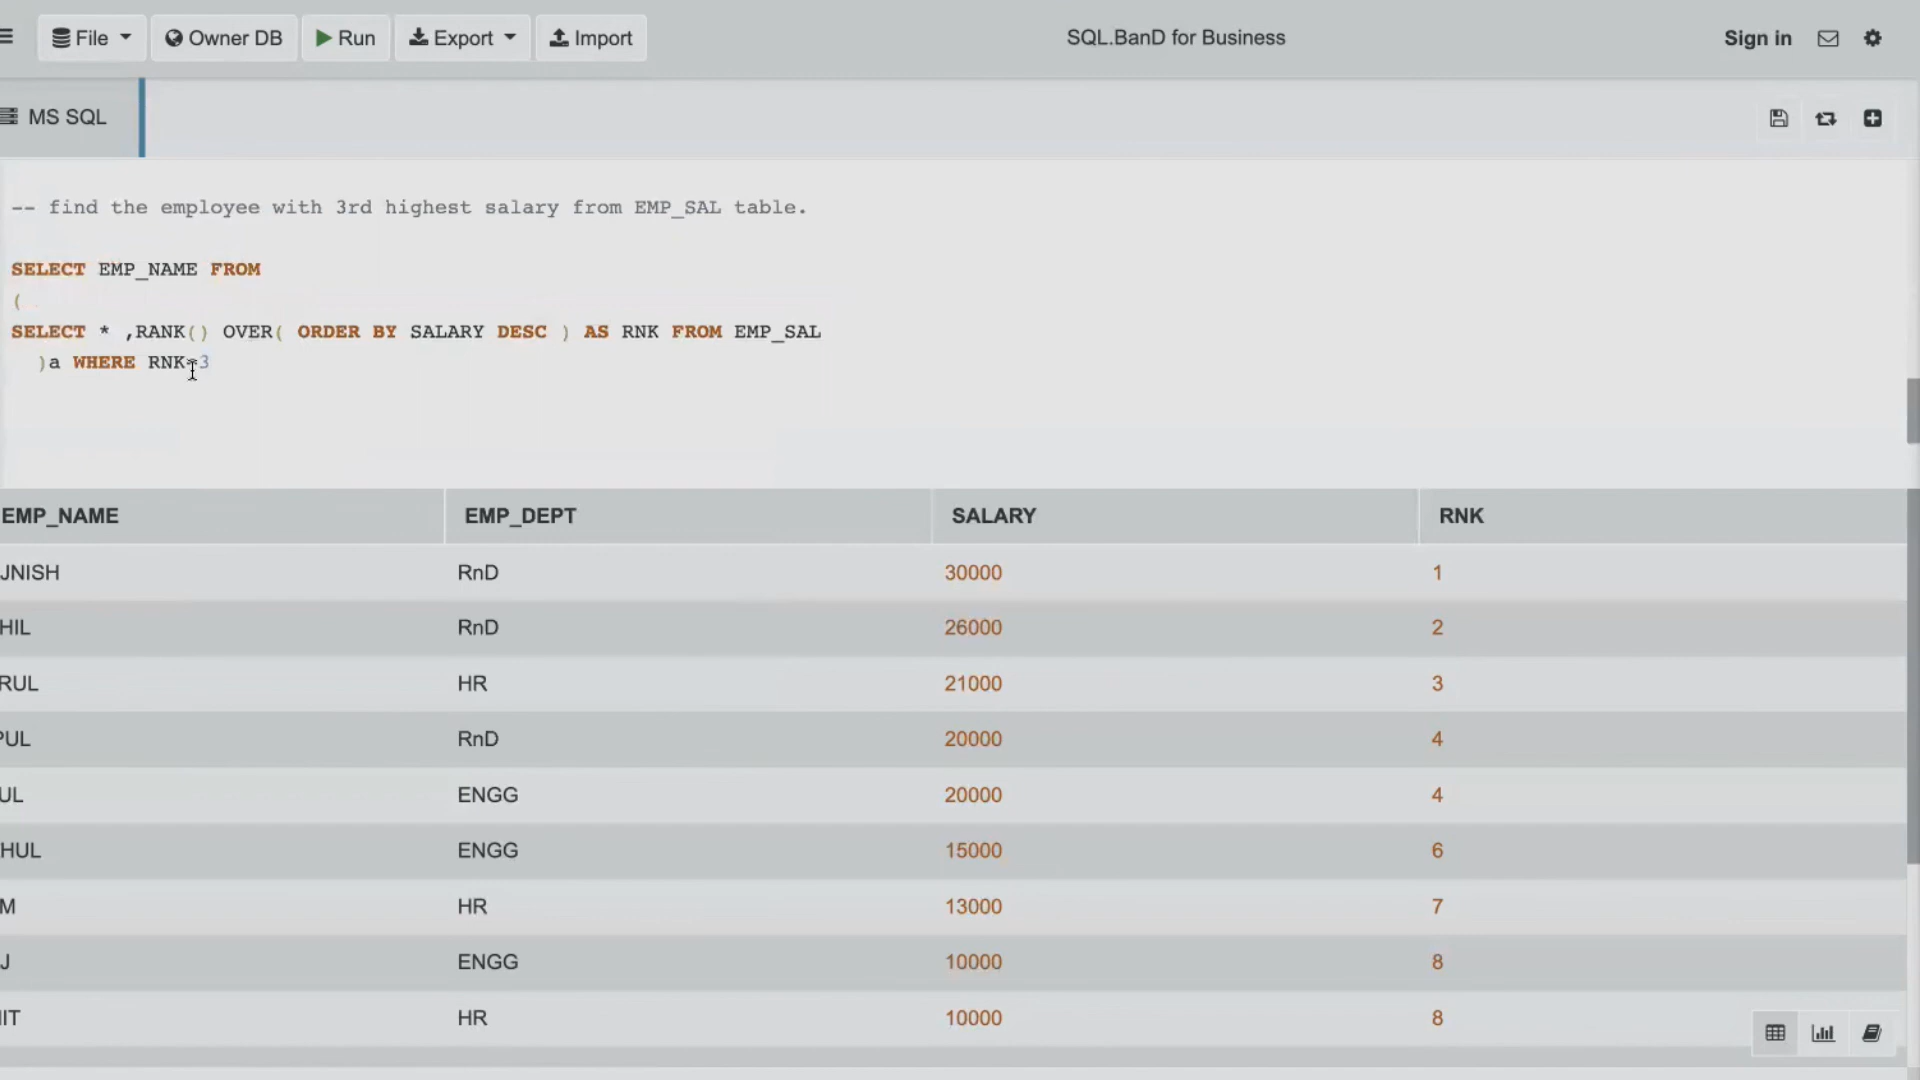 File Owner DB Run Export Import SQL.BanD for Business Sign in
MS SQL
-- find the employee with 3rd highest salary from EMP_SAL table.
SELECT EMP_NAME FROM
(
SELECT * ,RANK() OVER( ORDER BY SALARY DESC ) AS RNK FROM EMP_SAL
)a WHERE RNK=3
EMP_NAME EMP_DEPT SALARY RNK
JNISH RnD 30000 1
HIL RnD 26000 2
RUL HR 21000 3
PUL RnD 20000 4
UL ENGG 20000 4
HUL ENGG 15000 6
M HR 13000 7
J ENGG 10000 8
IT HR 10000 8